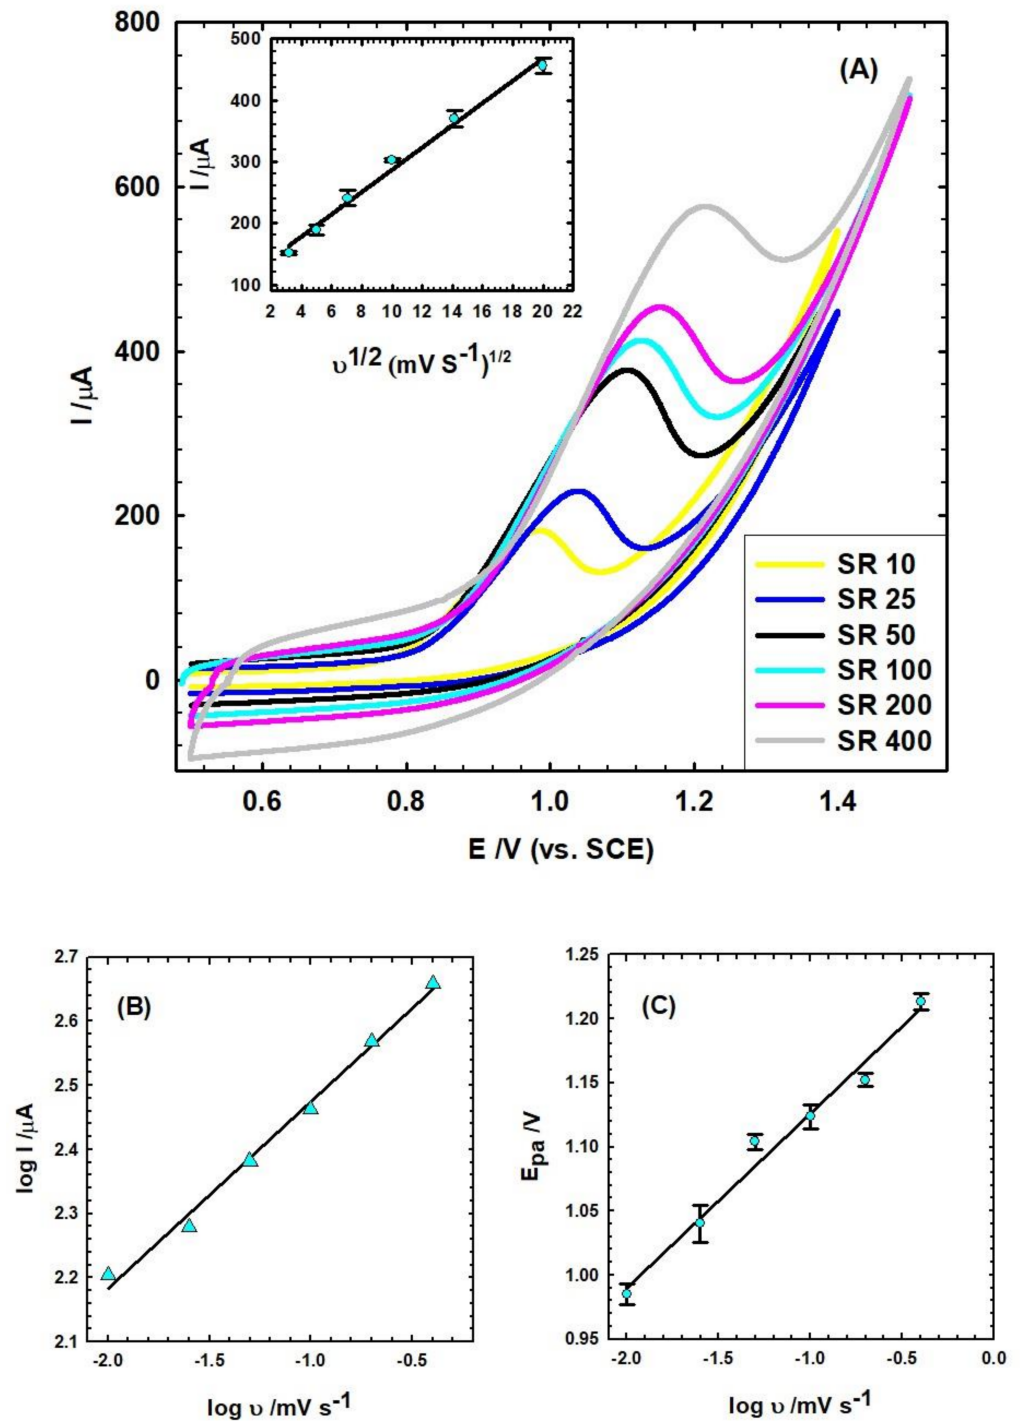 800
600
400
200
0
I /µA
(A)
500
400
300
200
100
I /µA
2 4 6 8 10 12 14 16 18 20 22
υ1/2 (mV S-1)1/2
SR 10
SR 25
SR 50
SR 100
SR 200
SR 400
0.6 0.8 1.0 1.2 1.4
E /V (vs. SCE)
2.7
2.6
2.5
2.4
2.3
2.2
2.1
log I /µA
(B)
-2.0 -1.5 -1.0 -0.5
log υ /mV s-1
1.25
1.20
1.15
1.10
1.05
1.00
0.95
Epa /V
(C)
-2.0 -1.5 -1.0 -0.5 0.0
log υ /mV s-1